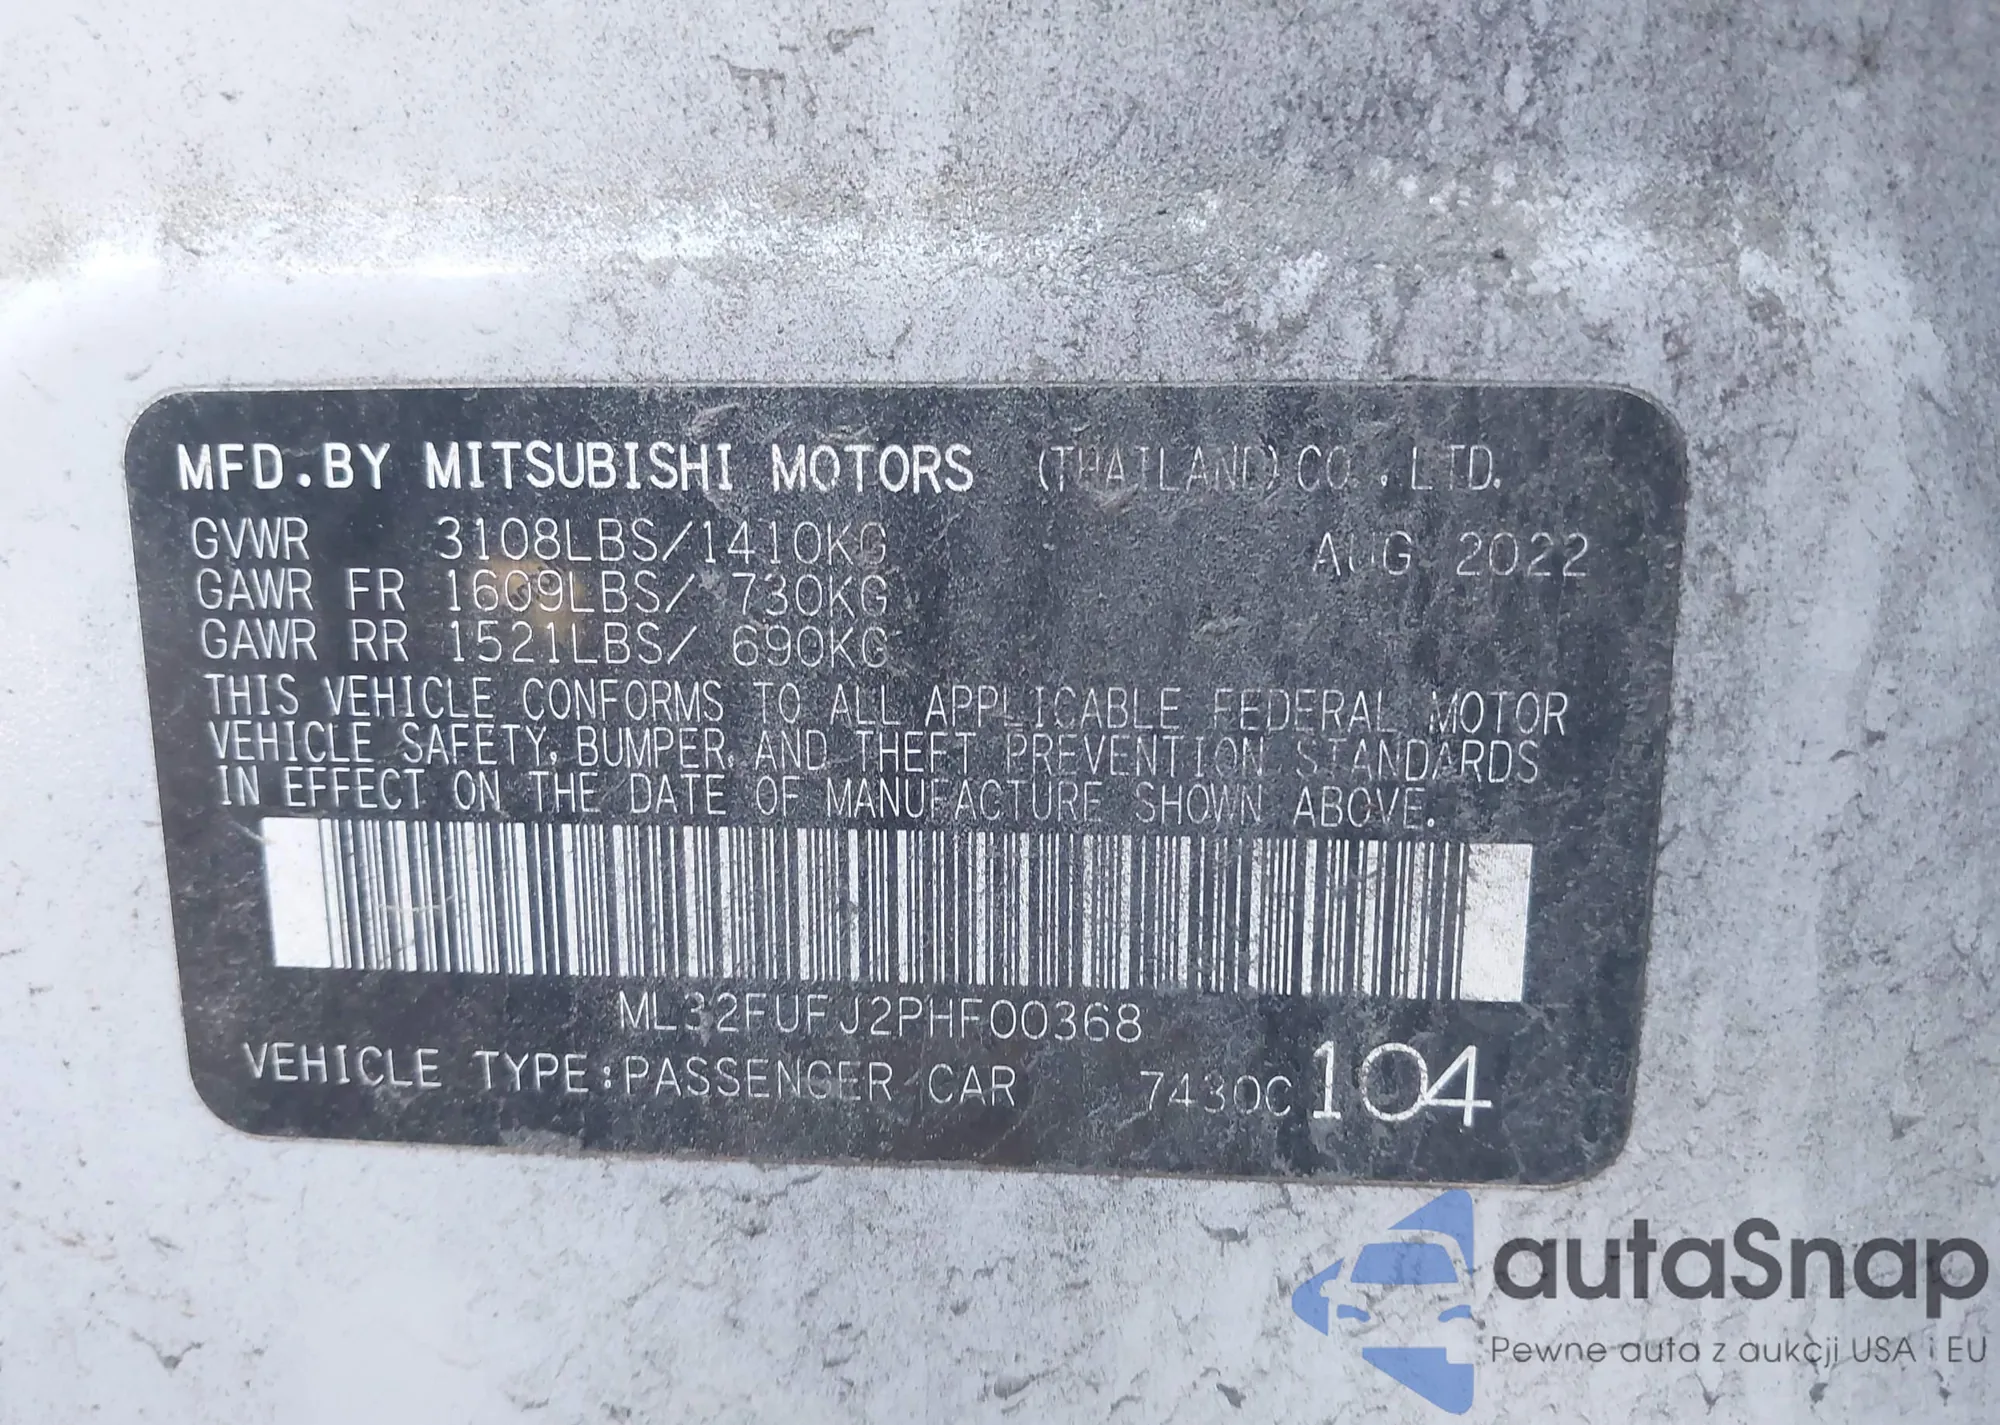 MFD.BY MITSUBISHI MOTORS (THAILAND)CO.,LTD.
GVWR 3108LBS/1410KG AUG 2022
GAWR FR 1609LBS/ 730KG
GAWR RR 1521LBS/ 690KG
THIS VEHICLE CONFORMS TO ALL APPLICABLE FEDERAL MOTOR
VEHICLE SAFETY, BUMPER, AND THEFT PREVENTION STANDARDS
IN EFFECT ON THE DATE OF MANUFACTURE SHOWN ABOVE.
ML32FUFJ2PHF00368
VEHICLE TYPE:PASSENGER CAR 7430C 104
autaSnap
Pewne auta z aukcji USA i EU